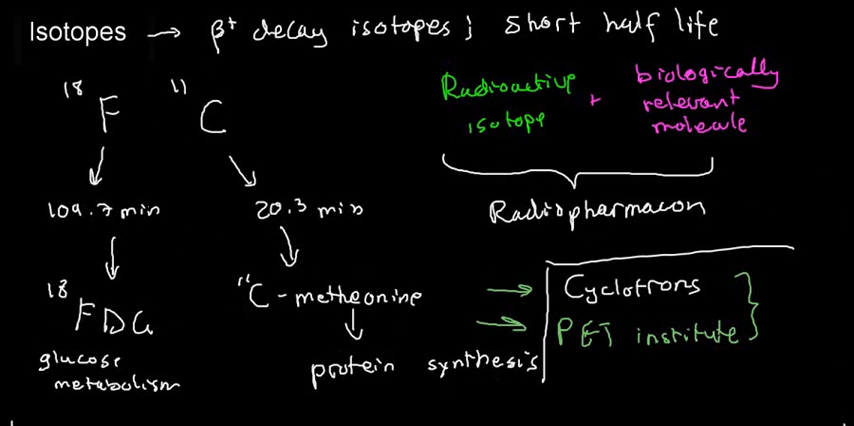 Isotopes → β⁺ decay isotopes; short half life
¹⁸F ¹¹C
109.7 min 20.3 min
¹⁸FDG ¹¹C-metheonine
glucose
metabolism
protein synthesis
Radioactive
isotope
+
biologically
relevant
molecule
Radiopharmacon
Cyclotrons
PET institute